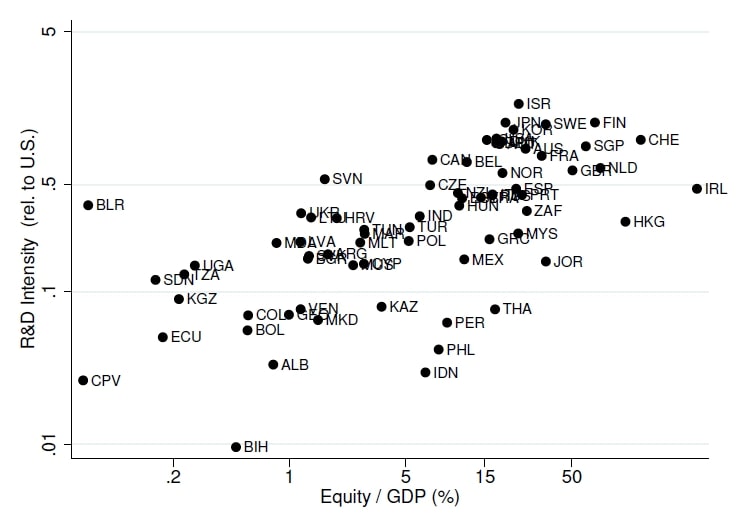 5
ISR
JPN
KOR
SWE
FIN
CHE
AUS
SGP
FRA
CAN
BEL
GBR
NLD
NOR
.5
SVN
CZE
ESP
IRL
NZL
PRT
BLR
HUN
ZAF
UKR
LTU
HRV
IND
HKG
TUN
TUR
MAR
MYS
LVA
MLT
POL
GRC
ARG
BGR
MUS
CYP
MEX
JOR
UGA
TZA
SDN
.1
KGZ
COL
GEO
VEN
MKD
KAZ
THA
BOL
PER
ECU
PHL
ALB
IDN
CPV
.01
BIH
R&D Intensity (rel. to U.S.)
.2 1 5 15 50
Equity / GDP (%)